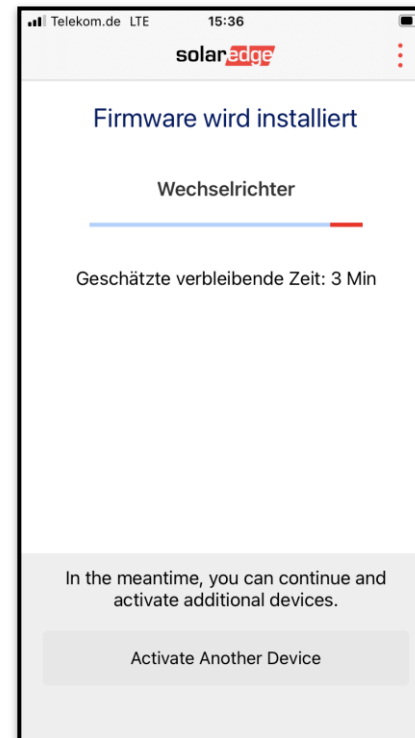 Telekom.de LTE 15:36
solaredge
Firmware wird installiert
Wechselrichter
Geschätzte verbleibende Zeit: 3 Min
In the meantime, you can continue and
activate additional devices.
Activate Another Device